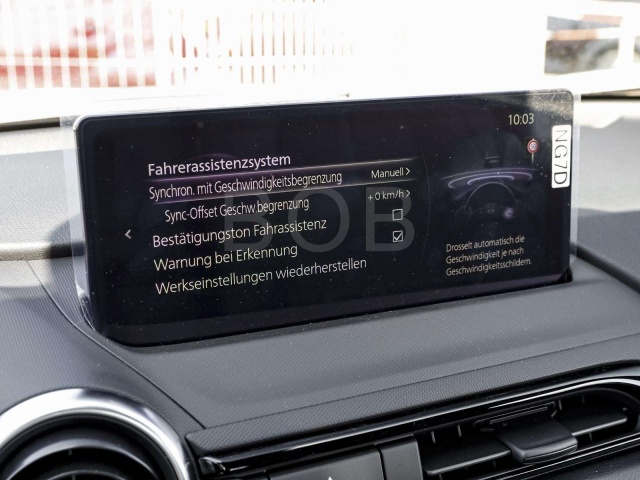 10:03
Fahrerassistenzsystem
Synchron. mit Geschwindigkeitsbegrenzung Manuell
Sync-Offset Geschw.begrenzung +0 km/h
Bestätigungston Fahrassistenz
Warnung bei Erkennung
Werkseinstellungen wiederherstellen
Drosselt automatisch die
Geschwindigkeit je nach
Geschwindigkeitsschildern.
NG7D
BOB